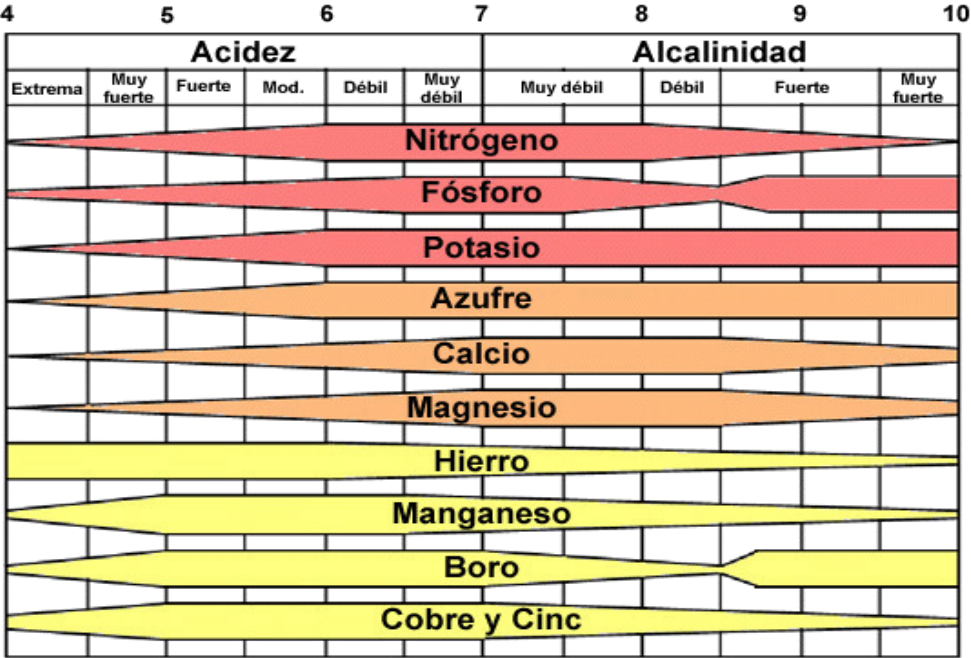 4 5 6 7 8 9 10
Acidez Alcalinidad
Extrema Muy fuerte Fuerte Mod. Débil Muy débil Muy débil Débil Fuerte Muy fuerte
Nitrógeno
Fósforo
Potasio
Azufre
Calcio
Magnesio
Hierro
Manganeso
Boro
Cobre y Cinc